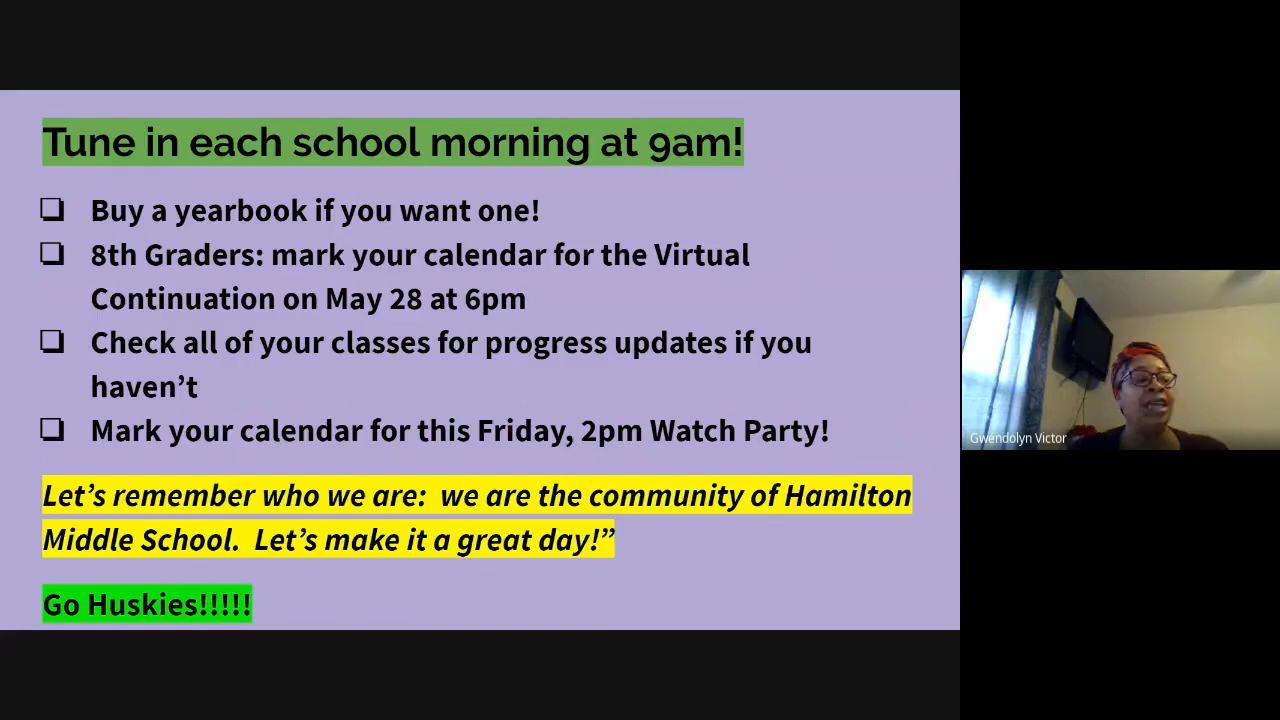 Tune in each school morning at 9am!
❏ Buy a yearbook if you want one!
❏ 8th Graders: mark your calendar for the Virtual
Continuation on May 28 at 6pm
❏ Check all of your classes for progress updates if you
haven’t
❏ Mark your calendar for this Friday, 2pm Watch Party!
Let’s remember who we are:  we are the community of Hamilton
Middle School.  Let’s make it a great day!”
Go Huskies!!!!!
Gwendolyn Victor